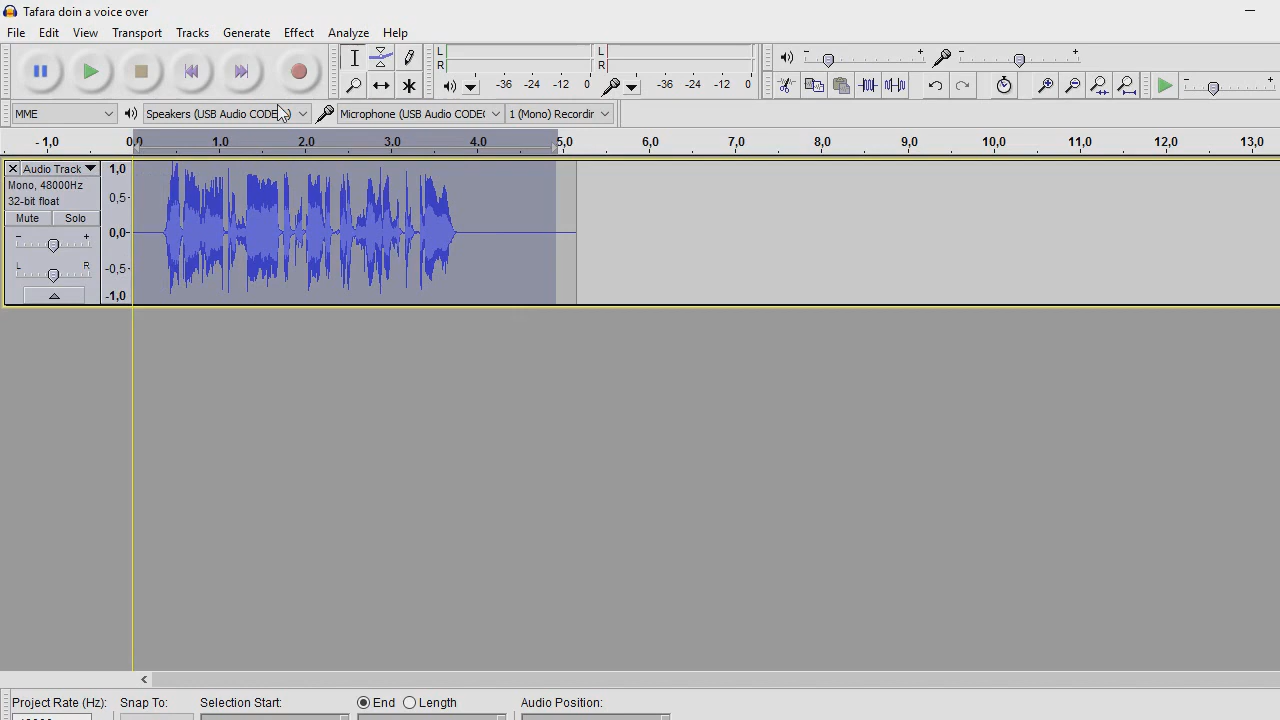 Tafara doin a voice over
File Edit View Transport Tracks Generate Effect Analyze Help
L R -36 -24 -12 0 L R -36 -24 -12 0
MME Speakers (USB Audio CODE Microphone (USB Audio CODEC 1 (Mono) Recordir
- 1,0 0,0 1,0 2,0 3,0 4,0 5,0 6,0 7,0 8,0 9,0 10,0 11,0 12,0 13,0
Audio Track
Mono, 48000Hz
32-bit float
Mute Solo
- +
L R
1,0
0,5
0,0
-0,5
-1,0
Project Rate (Hz): Snap To: Selection Start: End Length Audio Position: